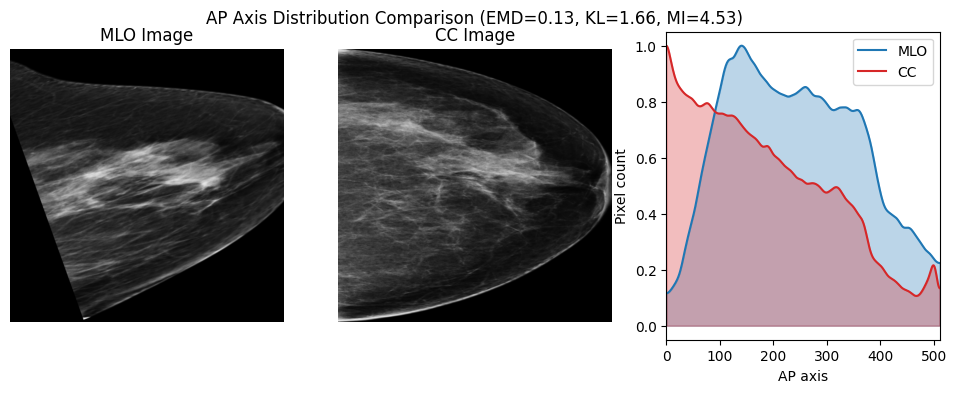 AP Axis Distribution Comparison (EMD=0.13, KL=1.66, MI=4.53)
MLO Image
CC Image
MLO
CC
Pixel count
1.0
0.8
0.6
0.4
0.2
0.0
0 100 200 300 400 500
AP axis